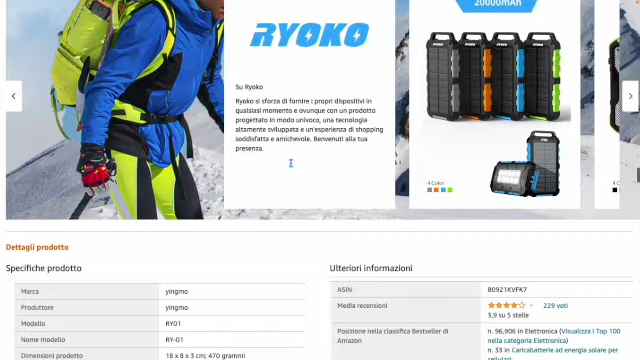 20000mAh
RYOKO
Su Ryoko
Ryoko si sforza di fornire i propri dispositivi in
qualsiasi momento e ovunque con un prodotto
progettato in modo univoco, una tecnologia
altamente sviluppata e un'esperienza di shopping
soddisfatta e amichevole. Benvenuti alla tua
presenza.
4 Color
Dettagli prodotto
Specifiche prodotto
Marca yingmo
Produttore yingmo
Modello RY01
Nome modello RY-01
Dimensioni prodotto 18 x 8 x 3 cm; 470 grammi
Ulteriori informazioni
ASIN B0921KVFK7
Media recensioni 229 voti
3,9 su 5 stelle
Posizione nella classifica Bestseller di
Amazon
n. 96,906 in Elettronica (Visualizza i Top 100
nella categoria Elettronica)
n. 33 in Caricabatterie ad energia solare per
cellulari